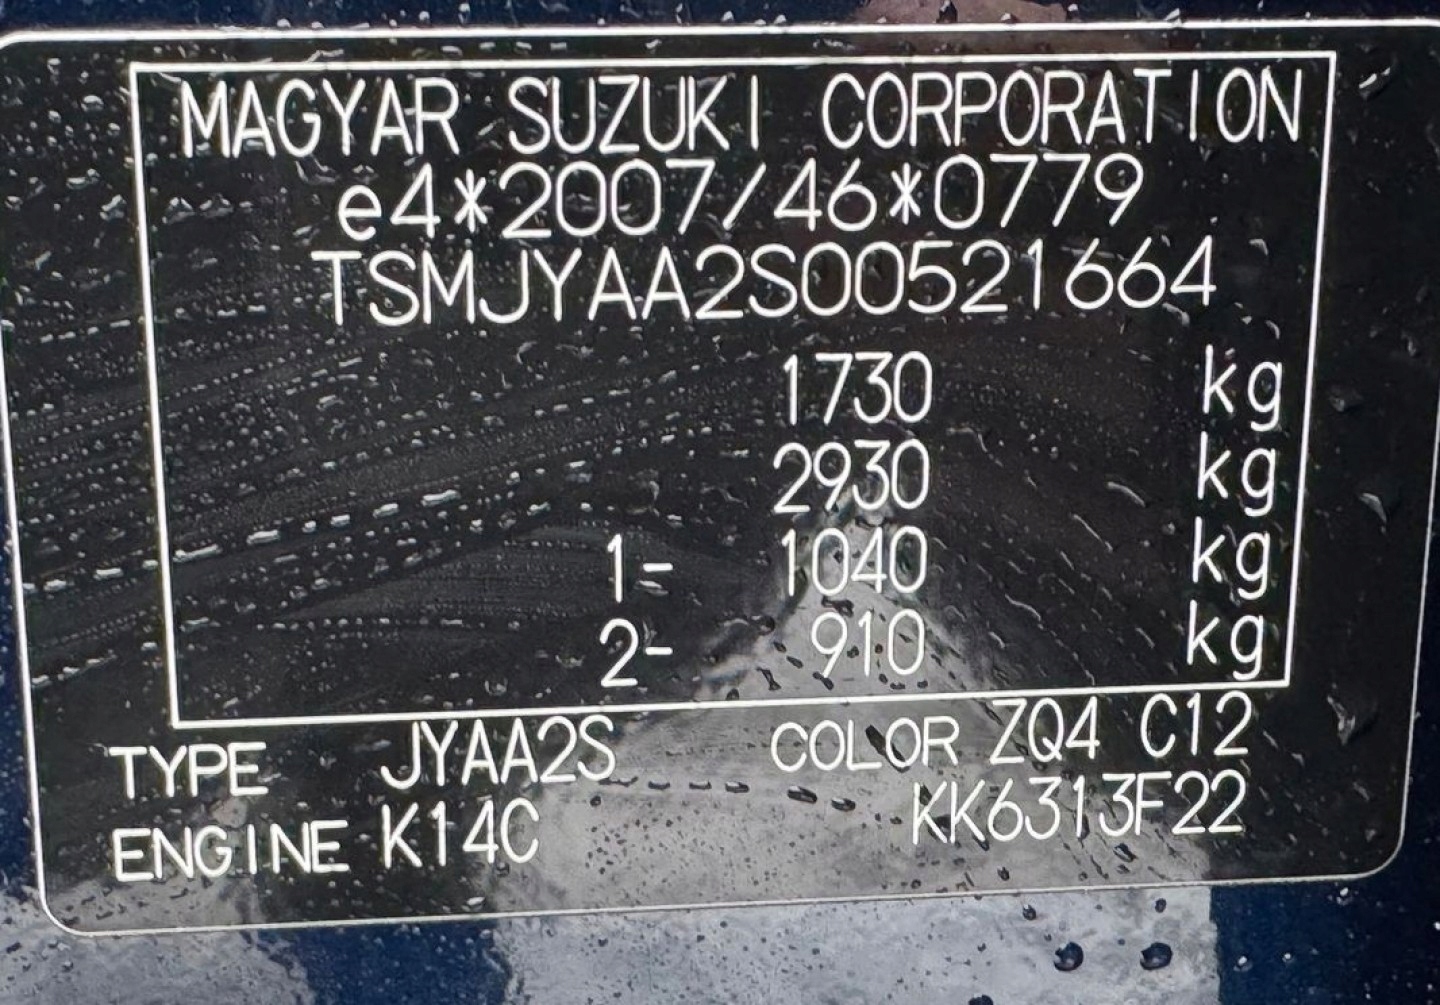 MAGYAR SUZUKI CORPORATION
e4*2007/46*0779
TSMJYAA2S00521664
1730 kg
2930 kg
1- 1040 kg
2- 910 kg
TYPE JYAA2S COLOR ZQ4 C12
ENGINE K14C KK6313F22